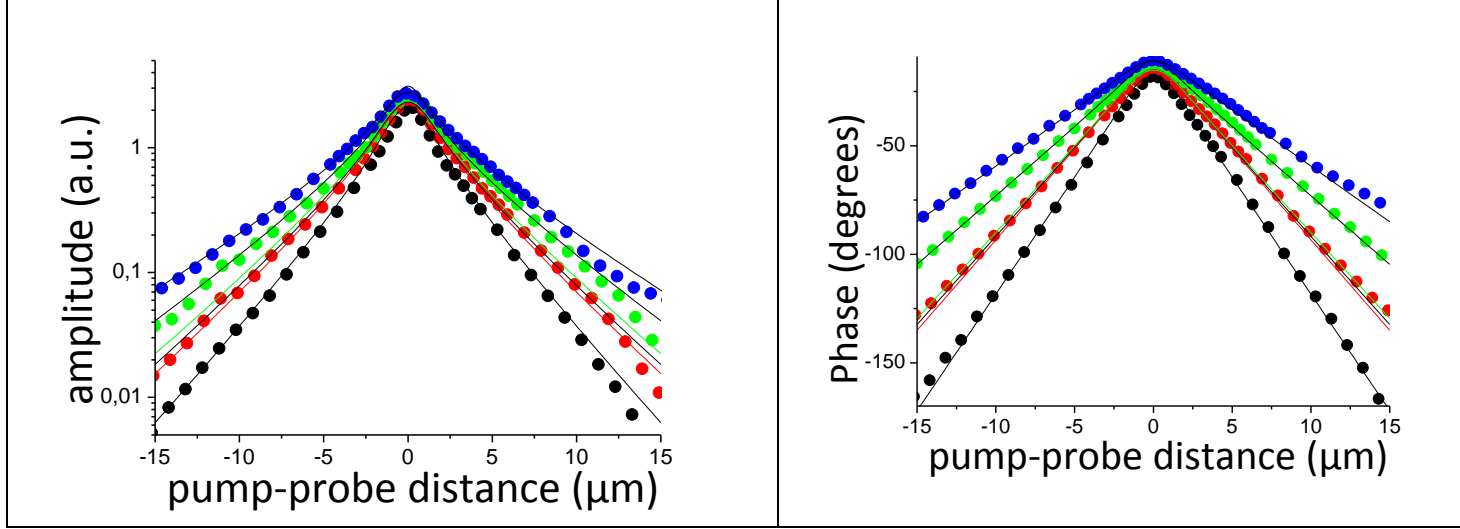 amplitude (a.u.)
1
0,1
0,01
-15 -10 -5 0 5 10 15
pump-probe distance (µm)
Phase (degrees)
-50
-100
-150
-15 -10 -5 0 5 10 15
pump-probe distance (µm)